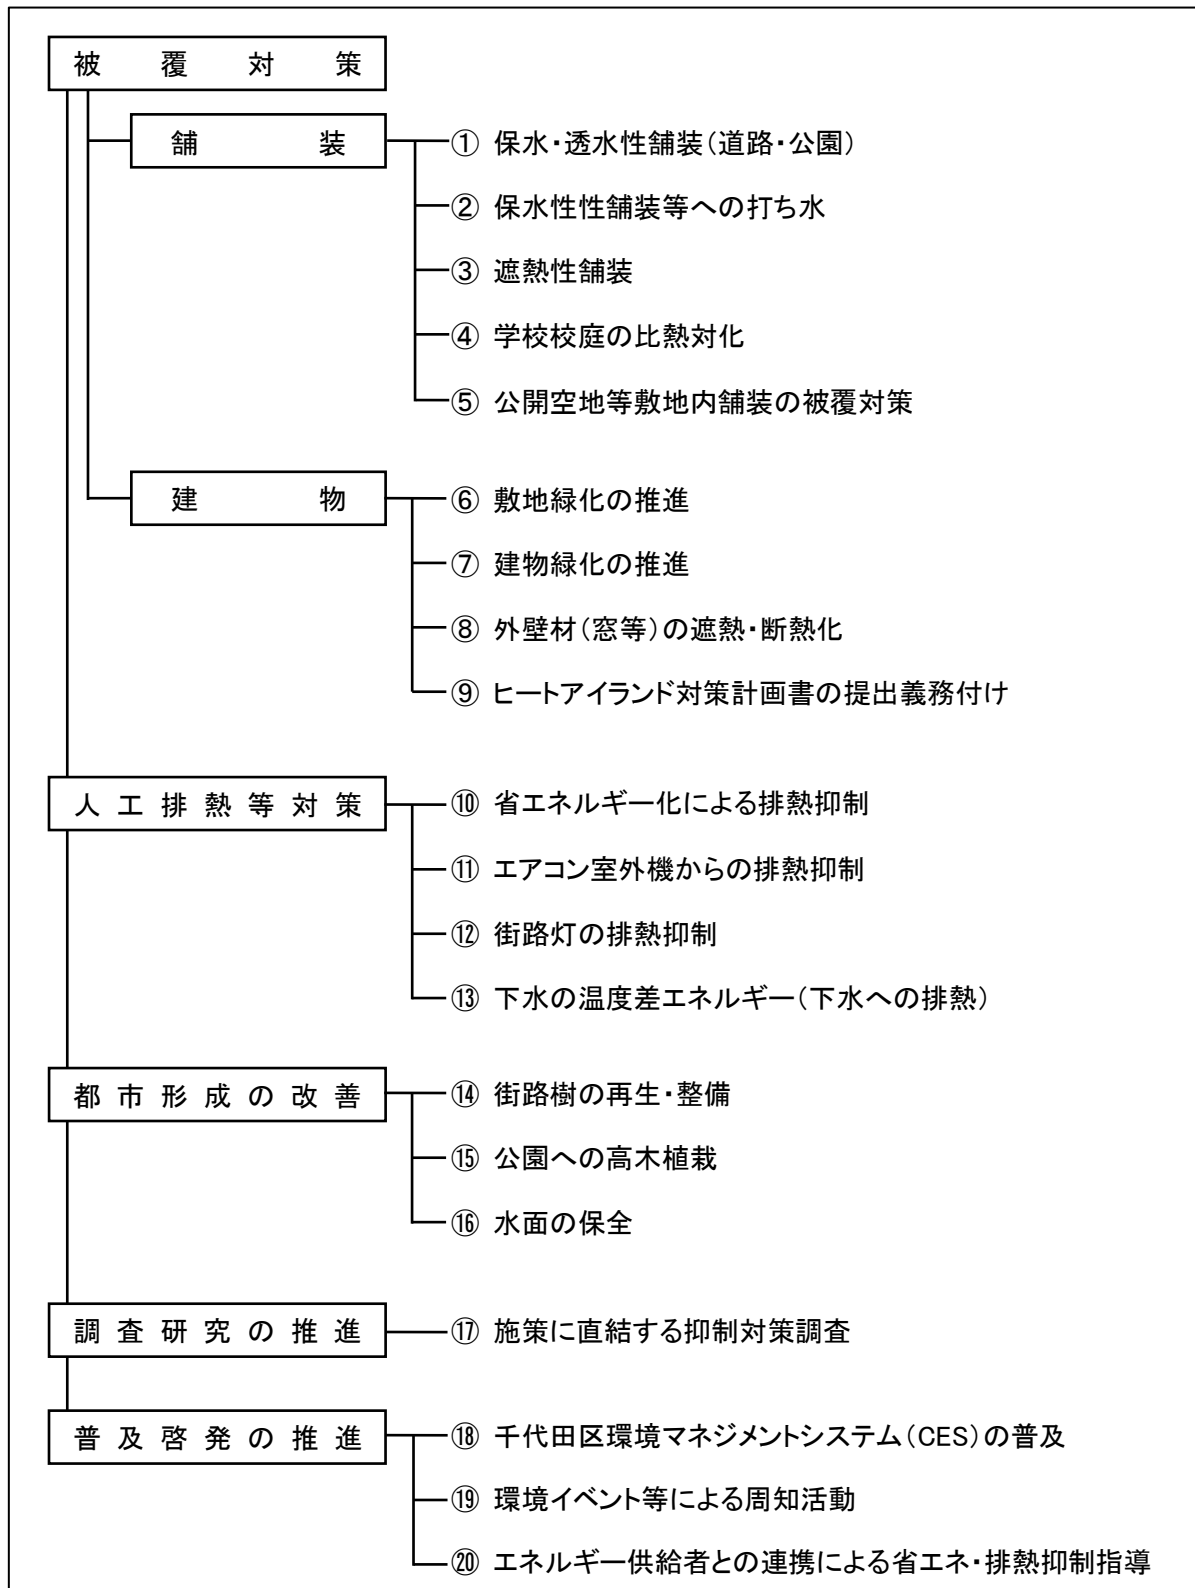 被覆対策
舗装
① 保水・透水性舗装（道路・公園）
② 保水性性舗装等への打ち水
③ 遮熱性舗装
④ 学校校庭の比熱対化
⑤ 公開空地等敷地内舗装の被覆対策
建物
⑥ 敷地緑化の推進
⑦ 建物緑化の推進
⑧ 外壁材（窓等）の遮熱・断熱化
⑨ ヒートアイランド対策計画書の提出義務付け
人工排熱等対策
⑩ 省エネルギー化による排熱抑制
⑪ エアコン室外機からの排熱抑制
⑫ 街路灯の排熱抑制
⑬ 下水の温度差エネルギー（下水への排熱）
都市形成の改善
⑭ 街路樹の再生・整備
⑮ 公園への高木植栽
⑯ 水面の保全
調査研究の推進
⑰ 施策に直結する抑制対策調査
普及啓発の推進
⑱ 千代田区環境マネジメントシステム（CES）の普及
⑲ 環境イベント等による周知活動
⑳ エネルギー供給者との連携による省エネ・排熱抑制指導